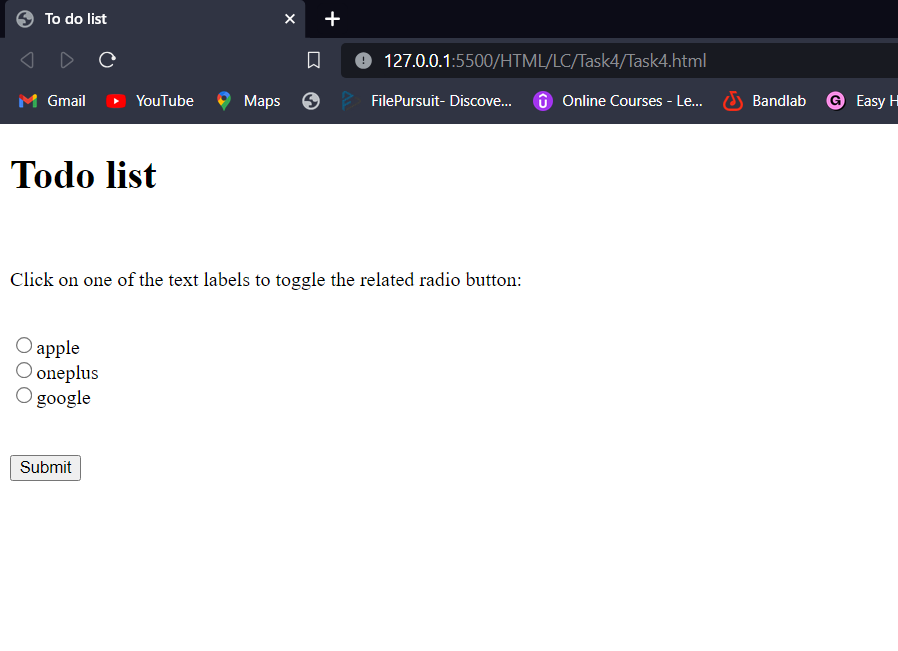 To do list
127.0.0.1:5500/HTML/LC/Task4/Task4.html
Gmail YouTube Maps FilePursuit- Discove... Online Courses - Le... Bandlab G Easy H
Todo list
Click on one of the text labels to toggle the related radio button:
apple
oneplus
google
Submit